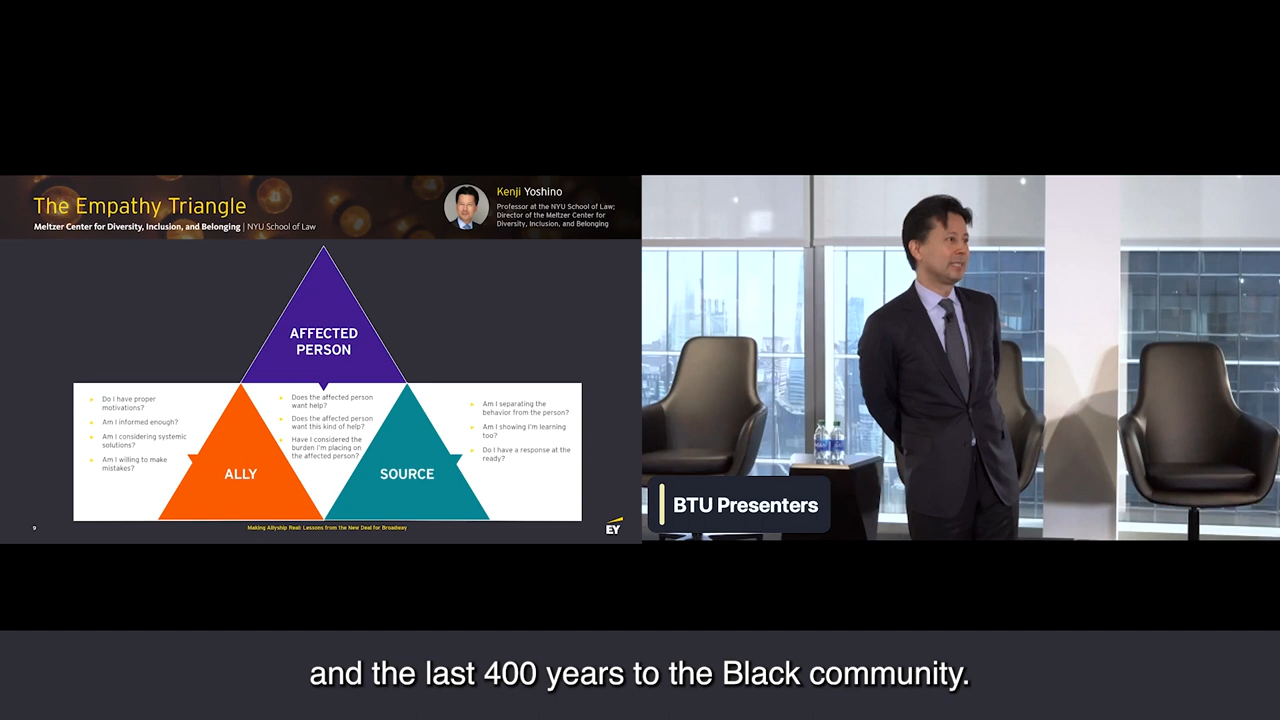 The Empathy Triangle
Meltzer Center for Diversity, Inclusion, and Belonging | NYU School of Law
Kenji Yoshino
Professor at the NYU School of Law;
Director of the Meltzer Center for
Diversity, Inclusion, and Belonging
AFFECTED
PERSON
Do I have proper
motivations?
Am I informed enough?
Am I considering systemic
solutions?
Am I willing to make
mistakes?
ALLY
Does the affected person
want help?
Does the affected person
want this kind of help?
Have I considered the
burden I'm placing on
the affected person?
SOURCE
Am I separating the
behavior from the person?
Am I showing I'm learning
too?
Do I have a response at the
ready?
9
Making Allyship Real: Lessons from the New Deal for Broadway
EY
BTU Presenters
and the last 400 years to the Black community.